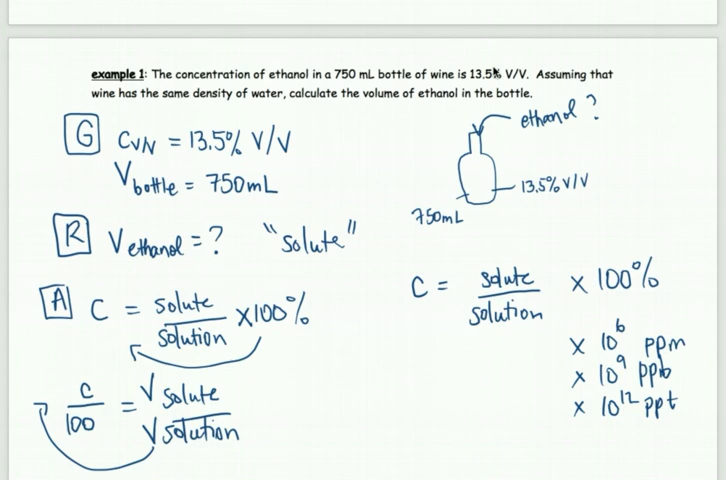 example 1: The concentration of ethanol in a 750 mL bottle of wine is 13.5% V/V. Assuming that
wine has the same density of water, calculate the volume of ethanol in the bottle.
G CV/V = 13.5% V/V
Vbottle = 750mL
ethanol ?
13.5% V/V
750mL
R Vethanol = ? "solute"
A C = solute / solution ×100%
c / 100 = V solute / V solution
C = solute / solution × 100%
× 10^6 ppm
× 10^9 ppb
× 10^12 ppt